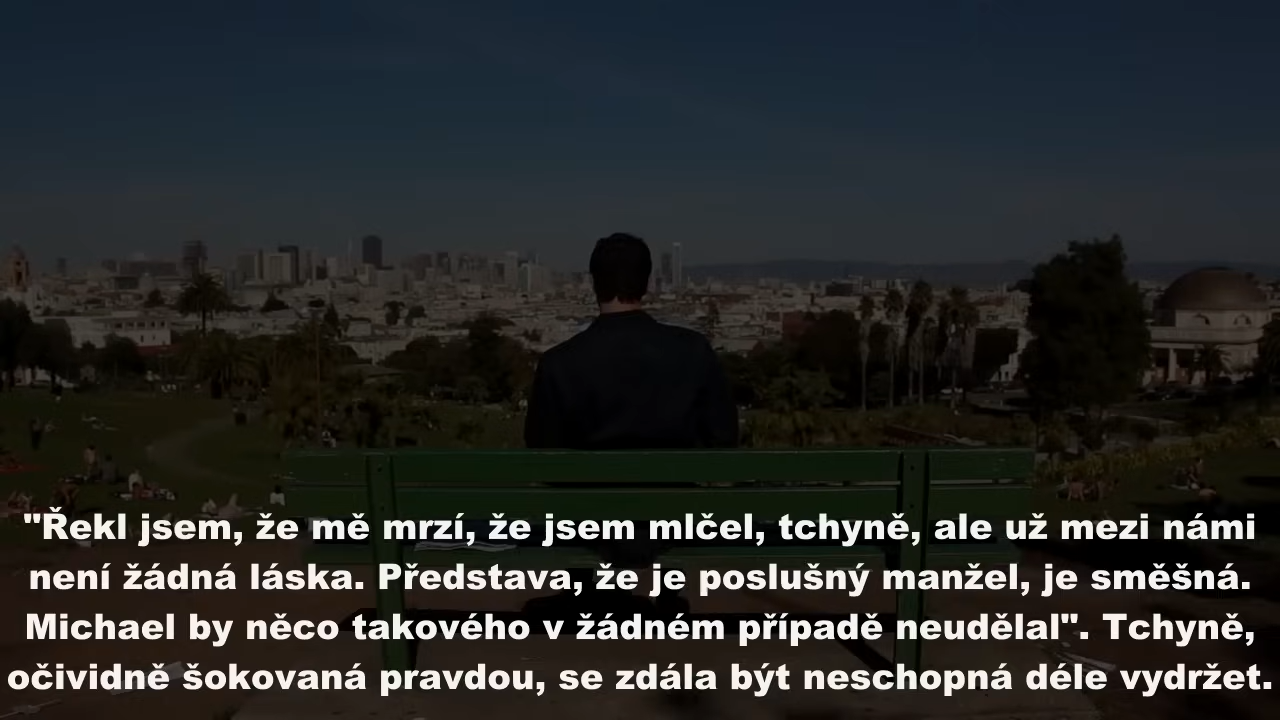 "Řekl jsem, že mě mrzí, že jsem mlčel, tchyně, ale už mezi námi
není žádná láska. Představa, že je poslušný manžel, je směšná.
Michael by něco takového v žádném případě neudělal". Tchyně,
očividně šokovaná pravdou, se zdála být neschopná déle vydržet.